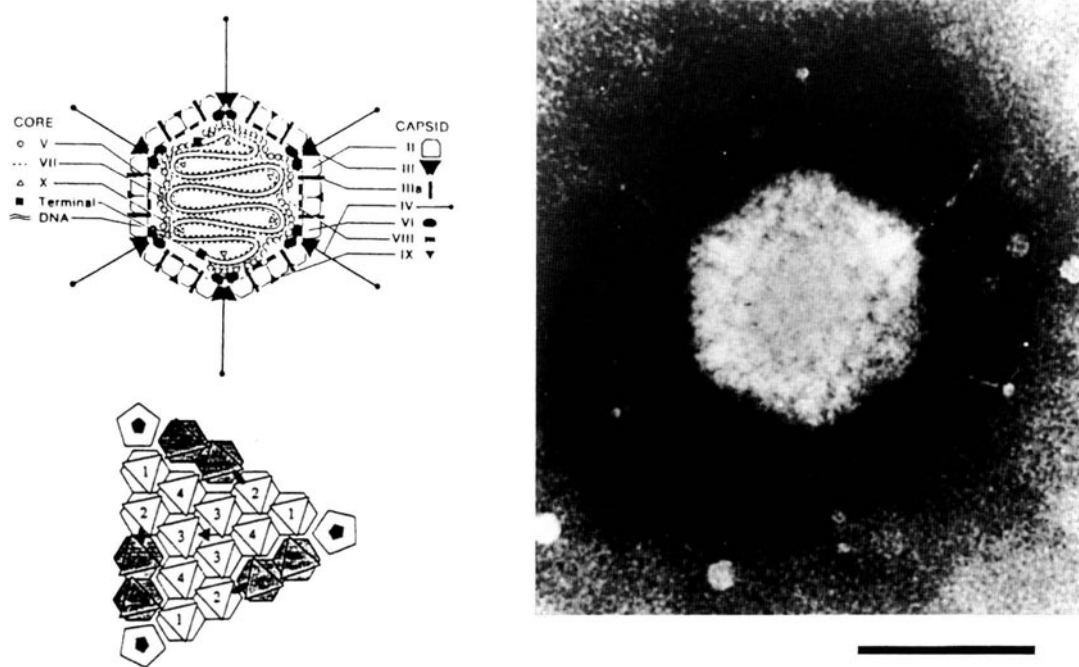 CORE
V
VII
X
Terminal
DNA
CAPSID
II
III
IIIa
IV
VI
VIII
IX
1
4
2
2
3
1
3
4
3
4
2
1